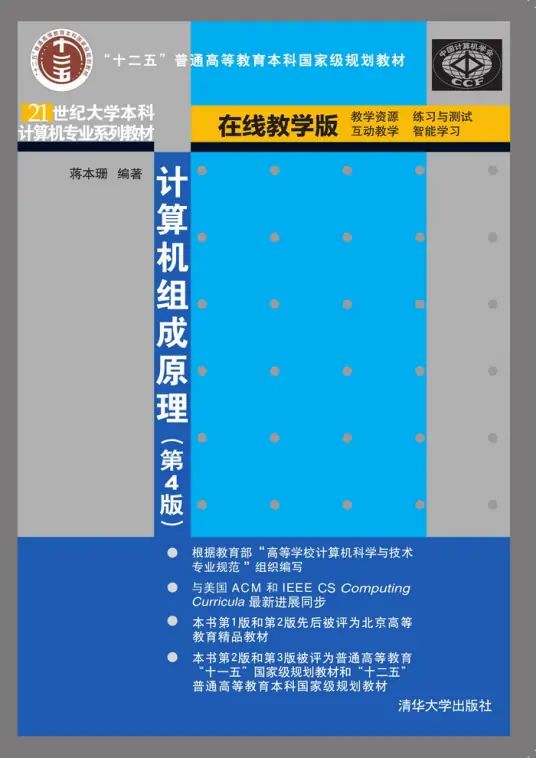 “十二五”普通高等教育本科国家级规划教材
中国计算机学会
CCF
21世纪大学本科
计算机专业系列教材
在线教学版
教学资源 练习与测试
互动教学 智能学习
蒋本珊 编著
计算机组成原理(第4版)
根据教育部“高等学校计算机科学与技术
专业规范”组织编写
与美国 ACM 和 IEEE CS Computing
Curricula 最新进展同步
本书第1版和第2版先后被评为北京高等
教育精品教材
本书第2版和第3版被评为普通高等教育
“十一五”国家级规划教材和“十二五”
普通高等教育本科国家级规划教材
清华大学出版社